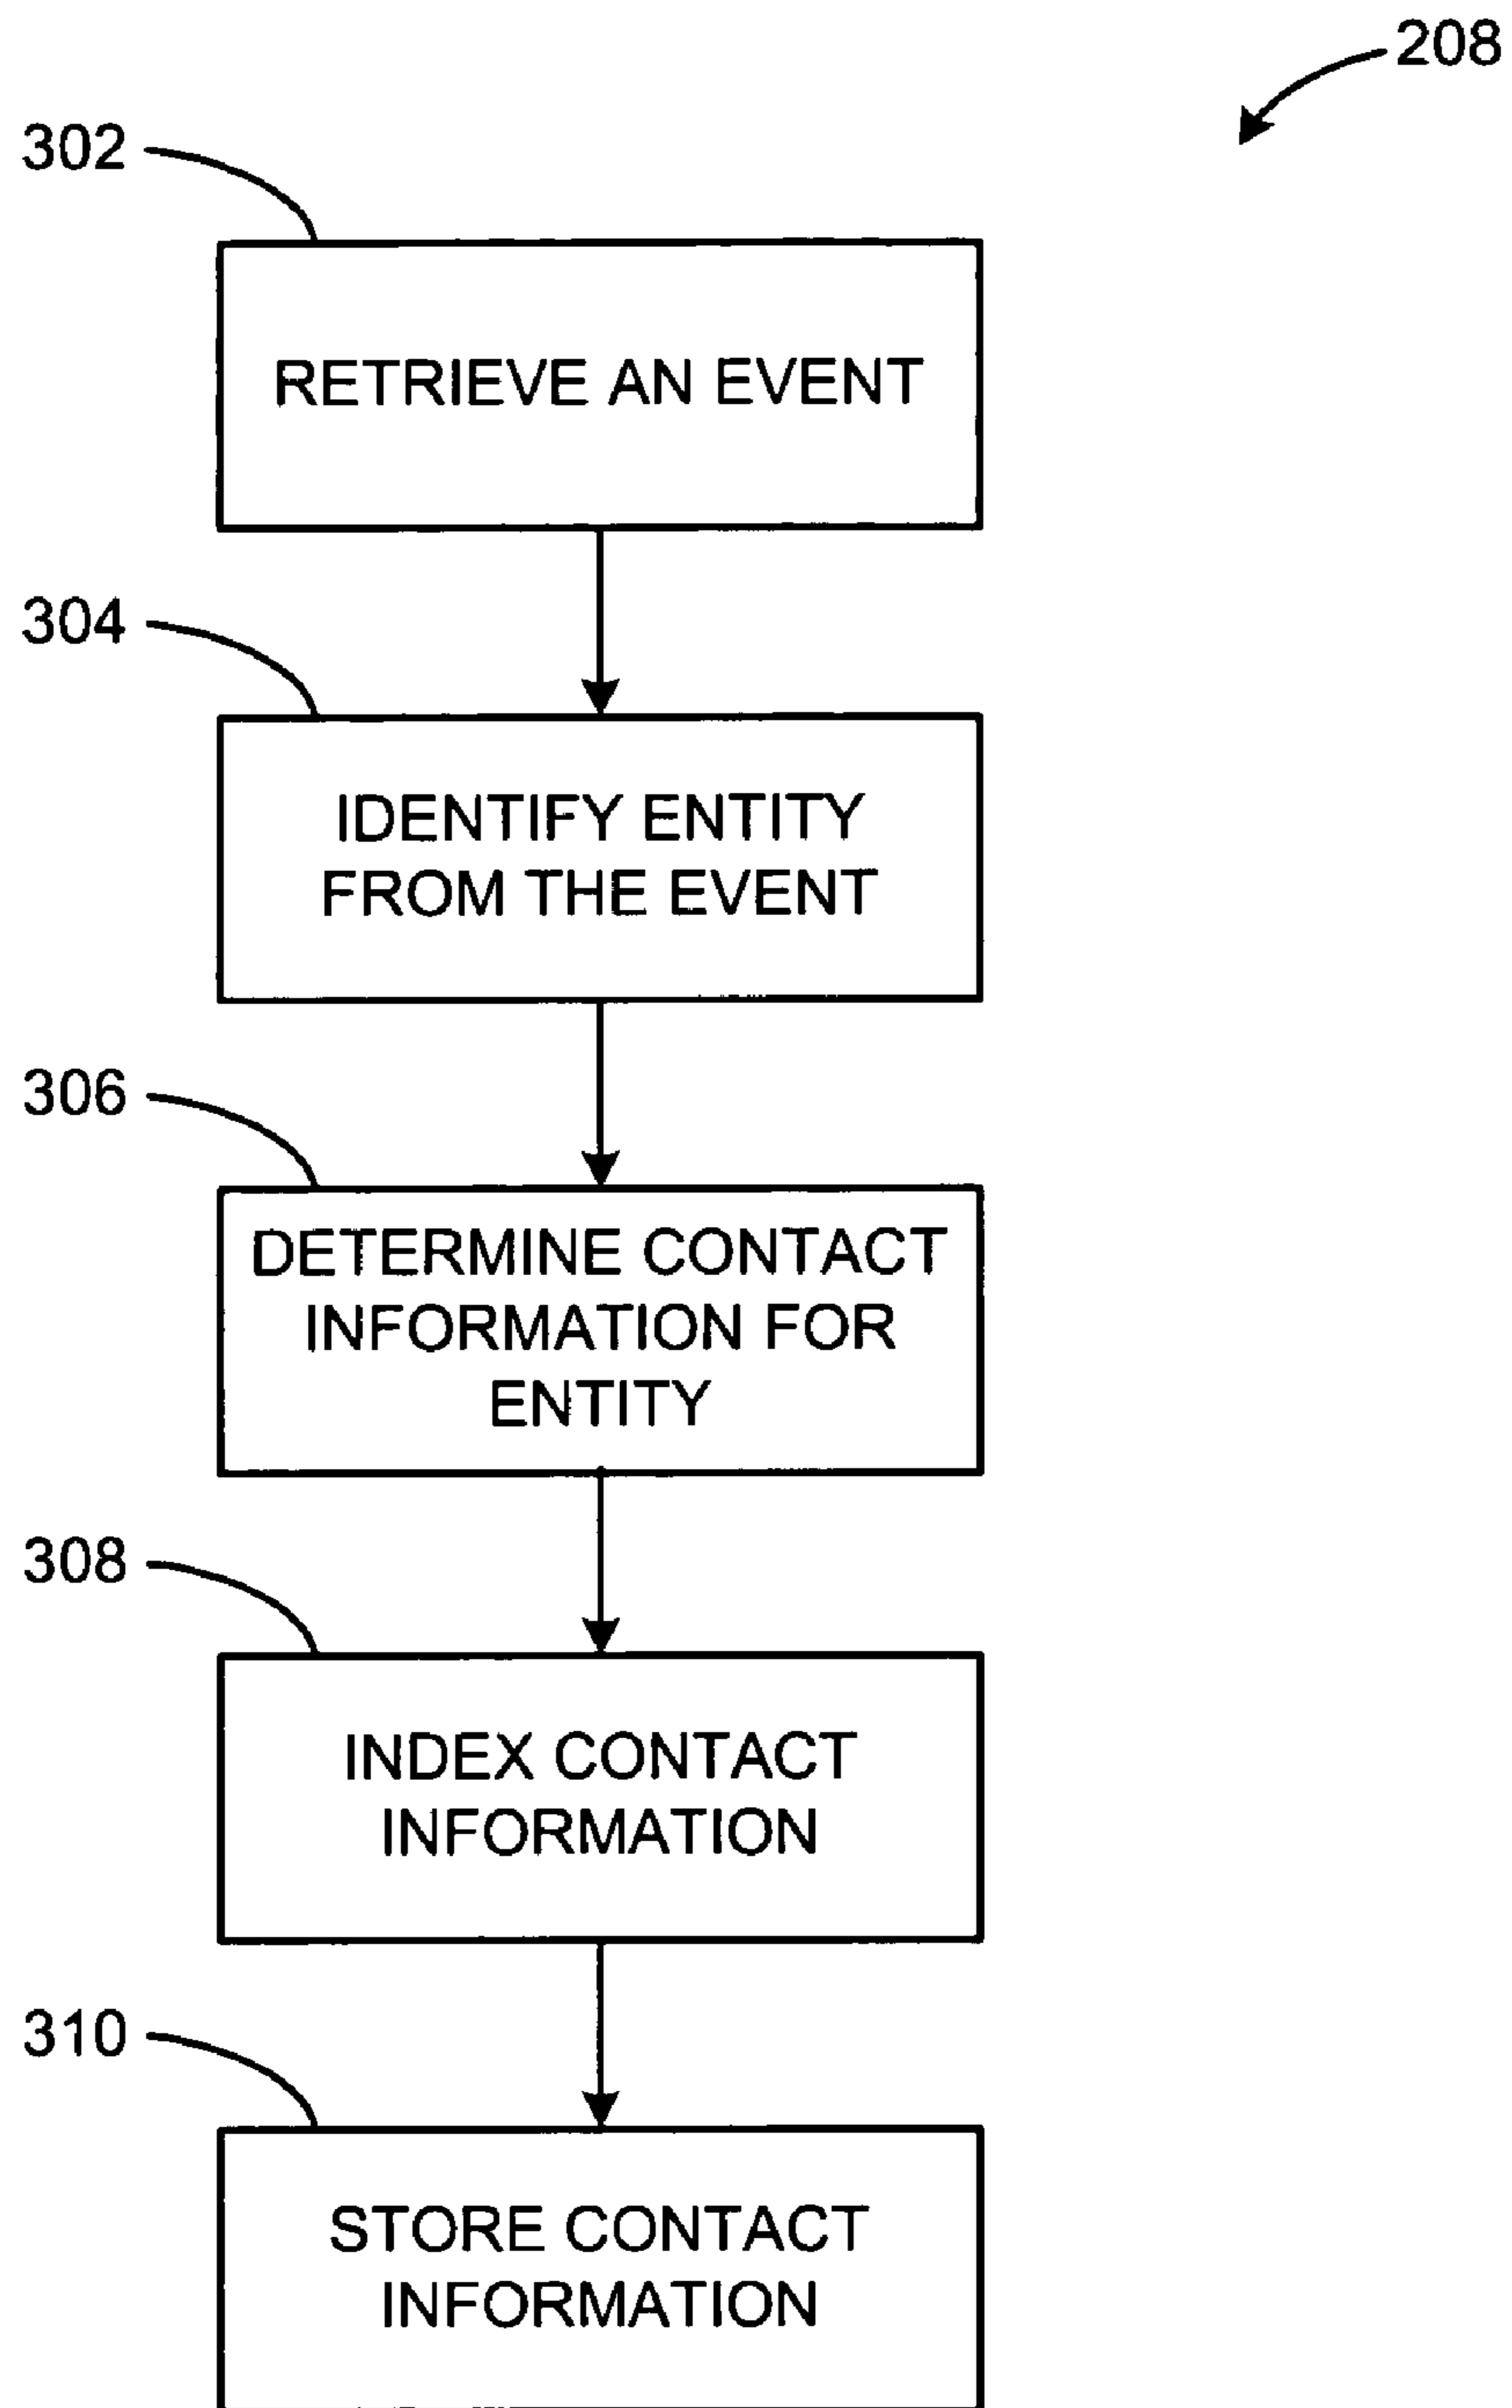 208
302
RETRIEVE AN EVENT
304
IDENTIFY ENTITY
FROM THE EVENT
306
DETERMINE CONTACT
INFORMATION FOR
ENTITY
308
INDEX CONTACT
INFORMATION
310
STORE CONTACT
INFORMATION